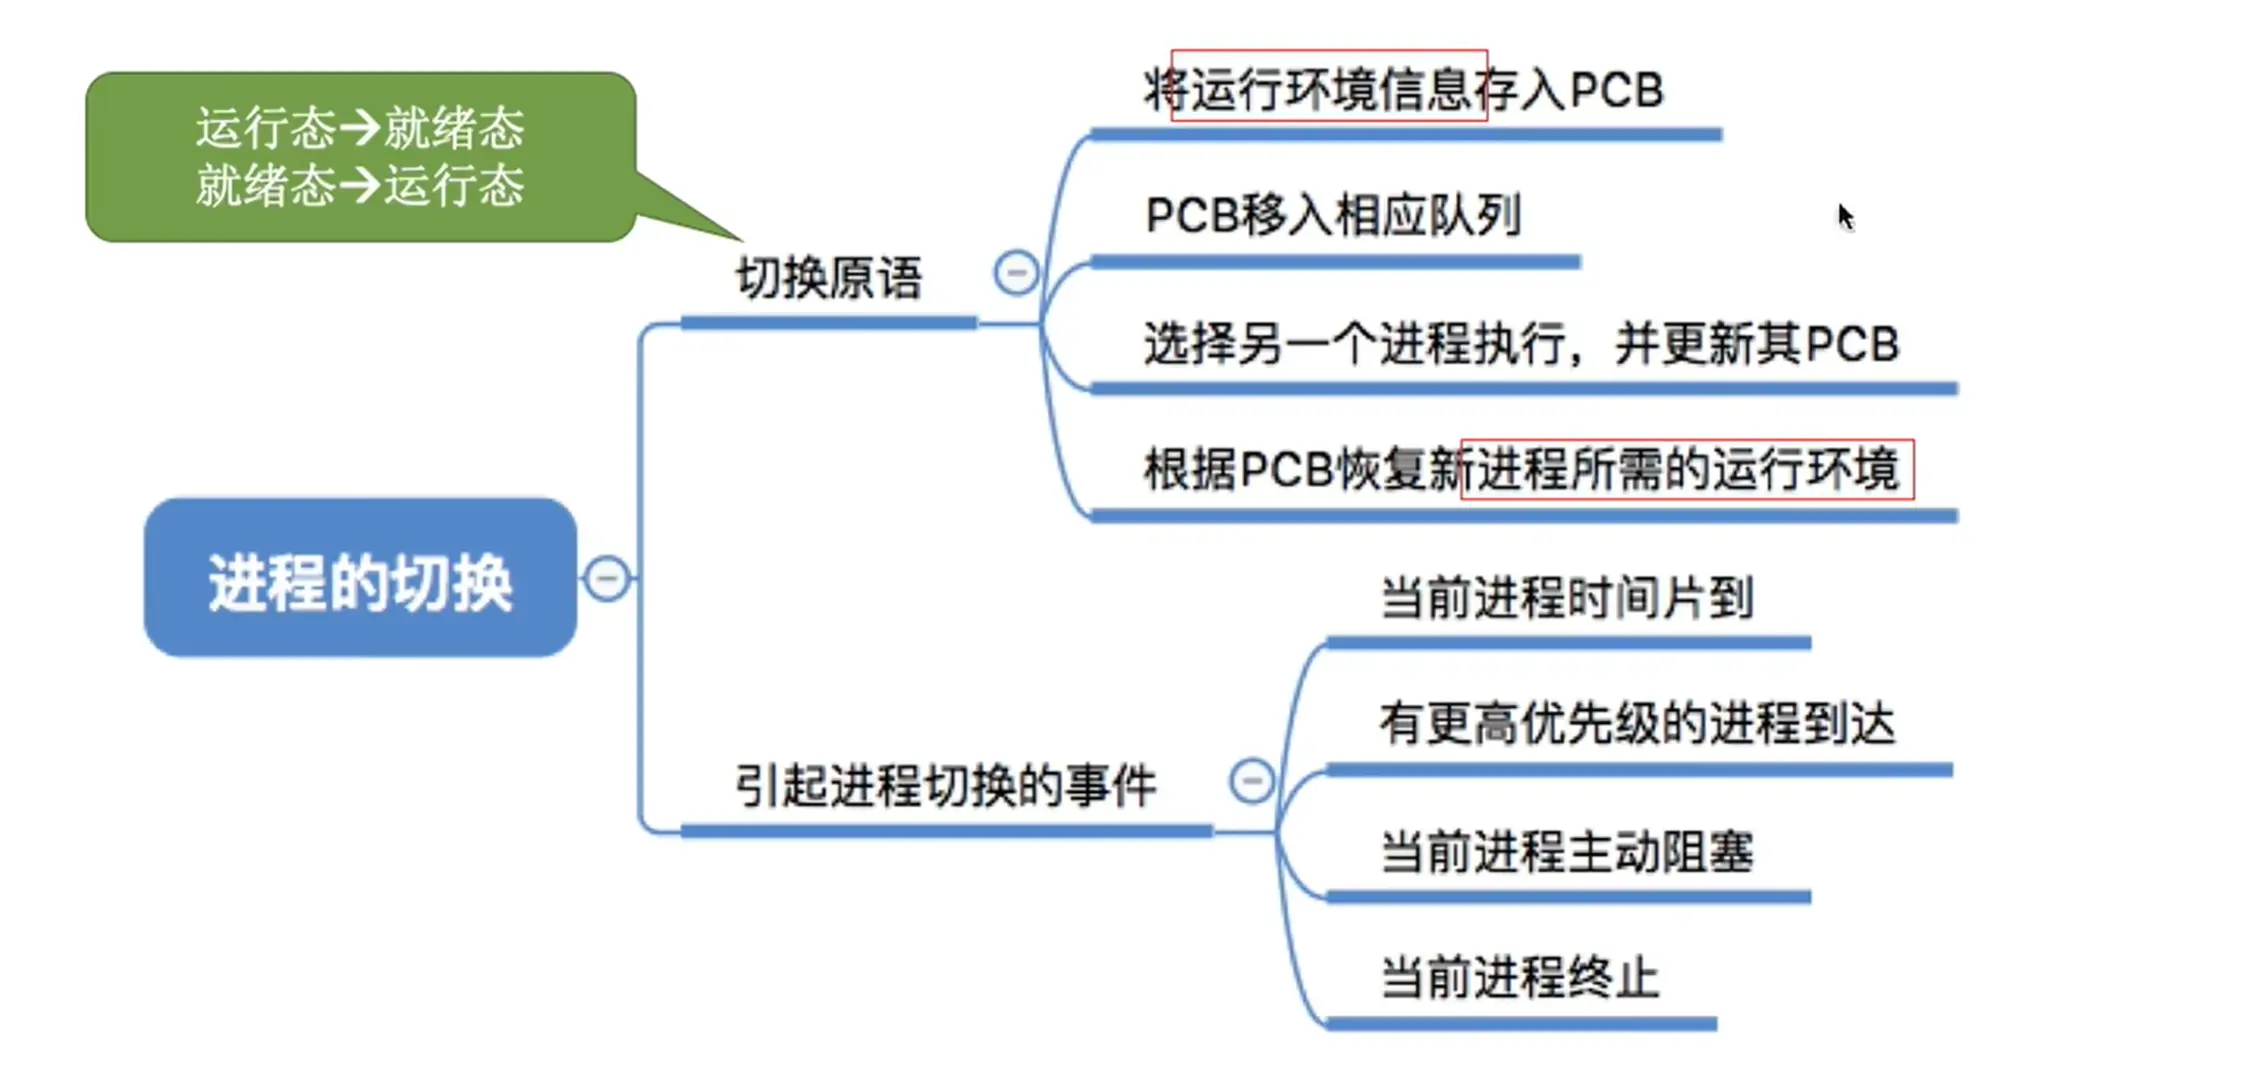 运行态→就绪态
就绪态→运行态
将运行环境信息存入PCB
PCB移入相应队列
切换原语
选择另一个进程执行，并更新其PCB
根据PCB恢复新进程所需的运行环境
进程的切换
当前进程时间片到
有更高优先级的进程到达
引起进程切换的事件
当前进程主动阻塞
当前进程终止